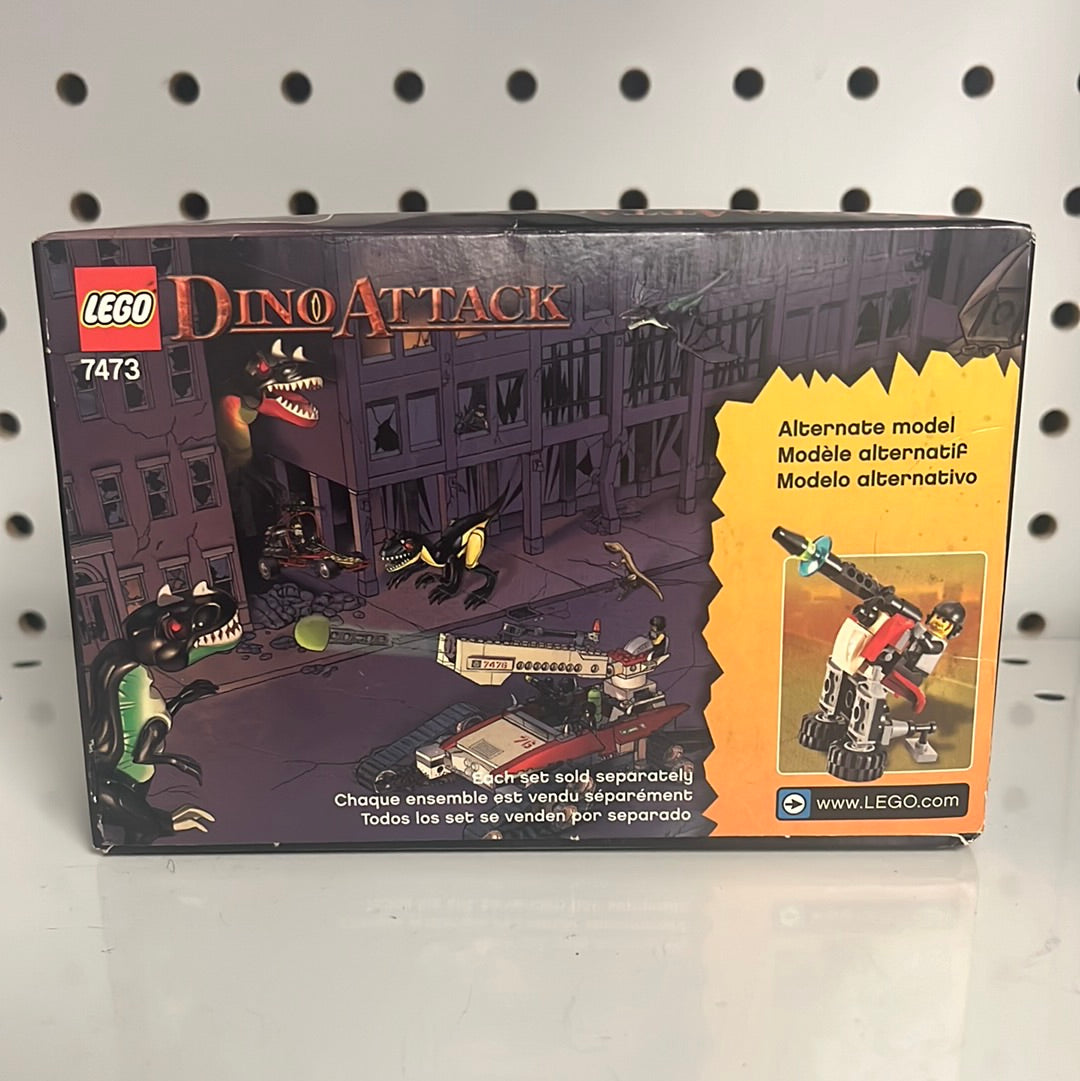 LEGO
DINO ATTACK
7473
Alternate model
Modèle alternatif
Modelo alternativo
7476
Each set sold separately
Chaque ensemble est vendu séparément
Todos los set se venden por separado
www.LEGO.com